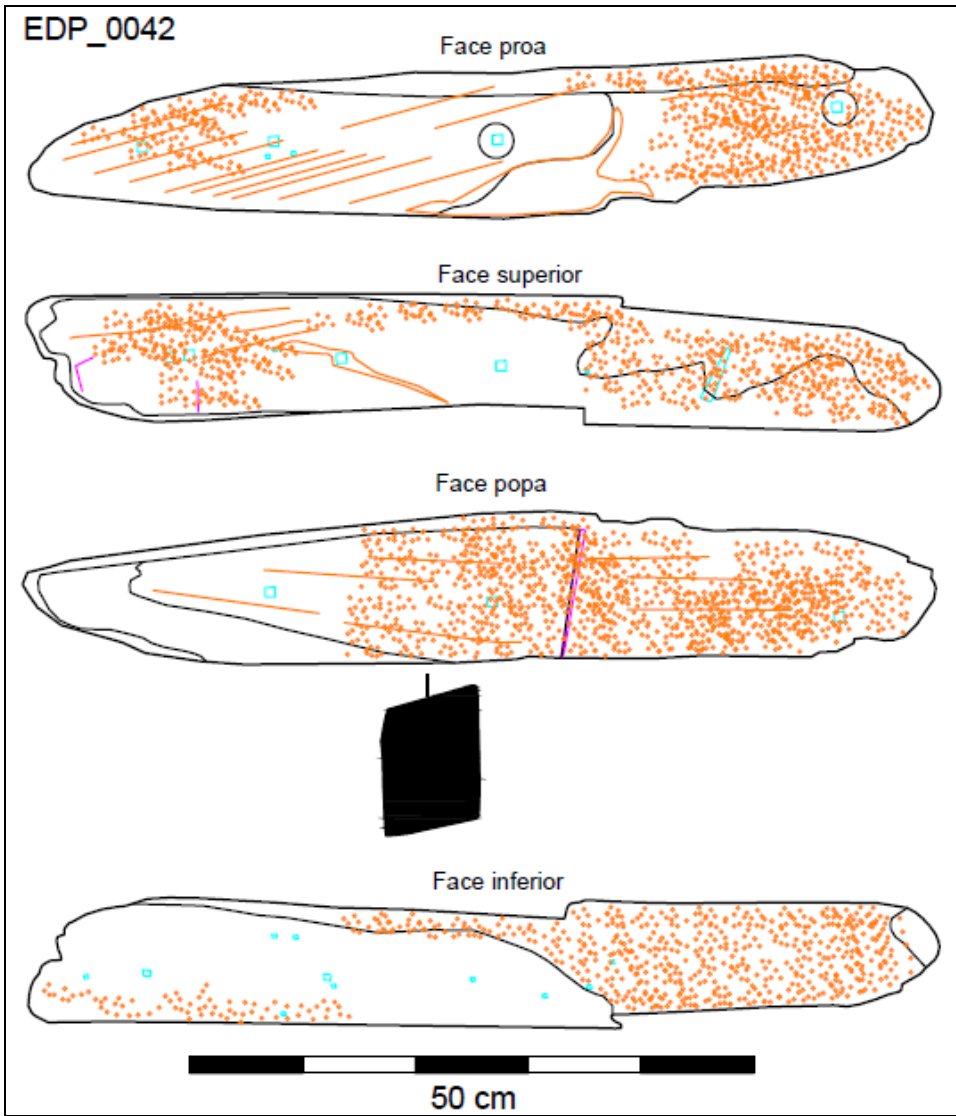 EDP_0042
Face proa
Face superior
Face popa
Face inferior
50 cm